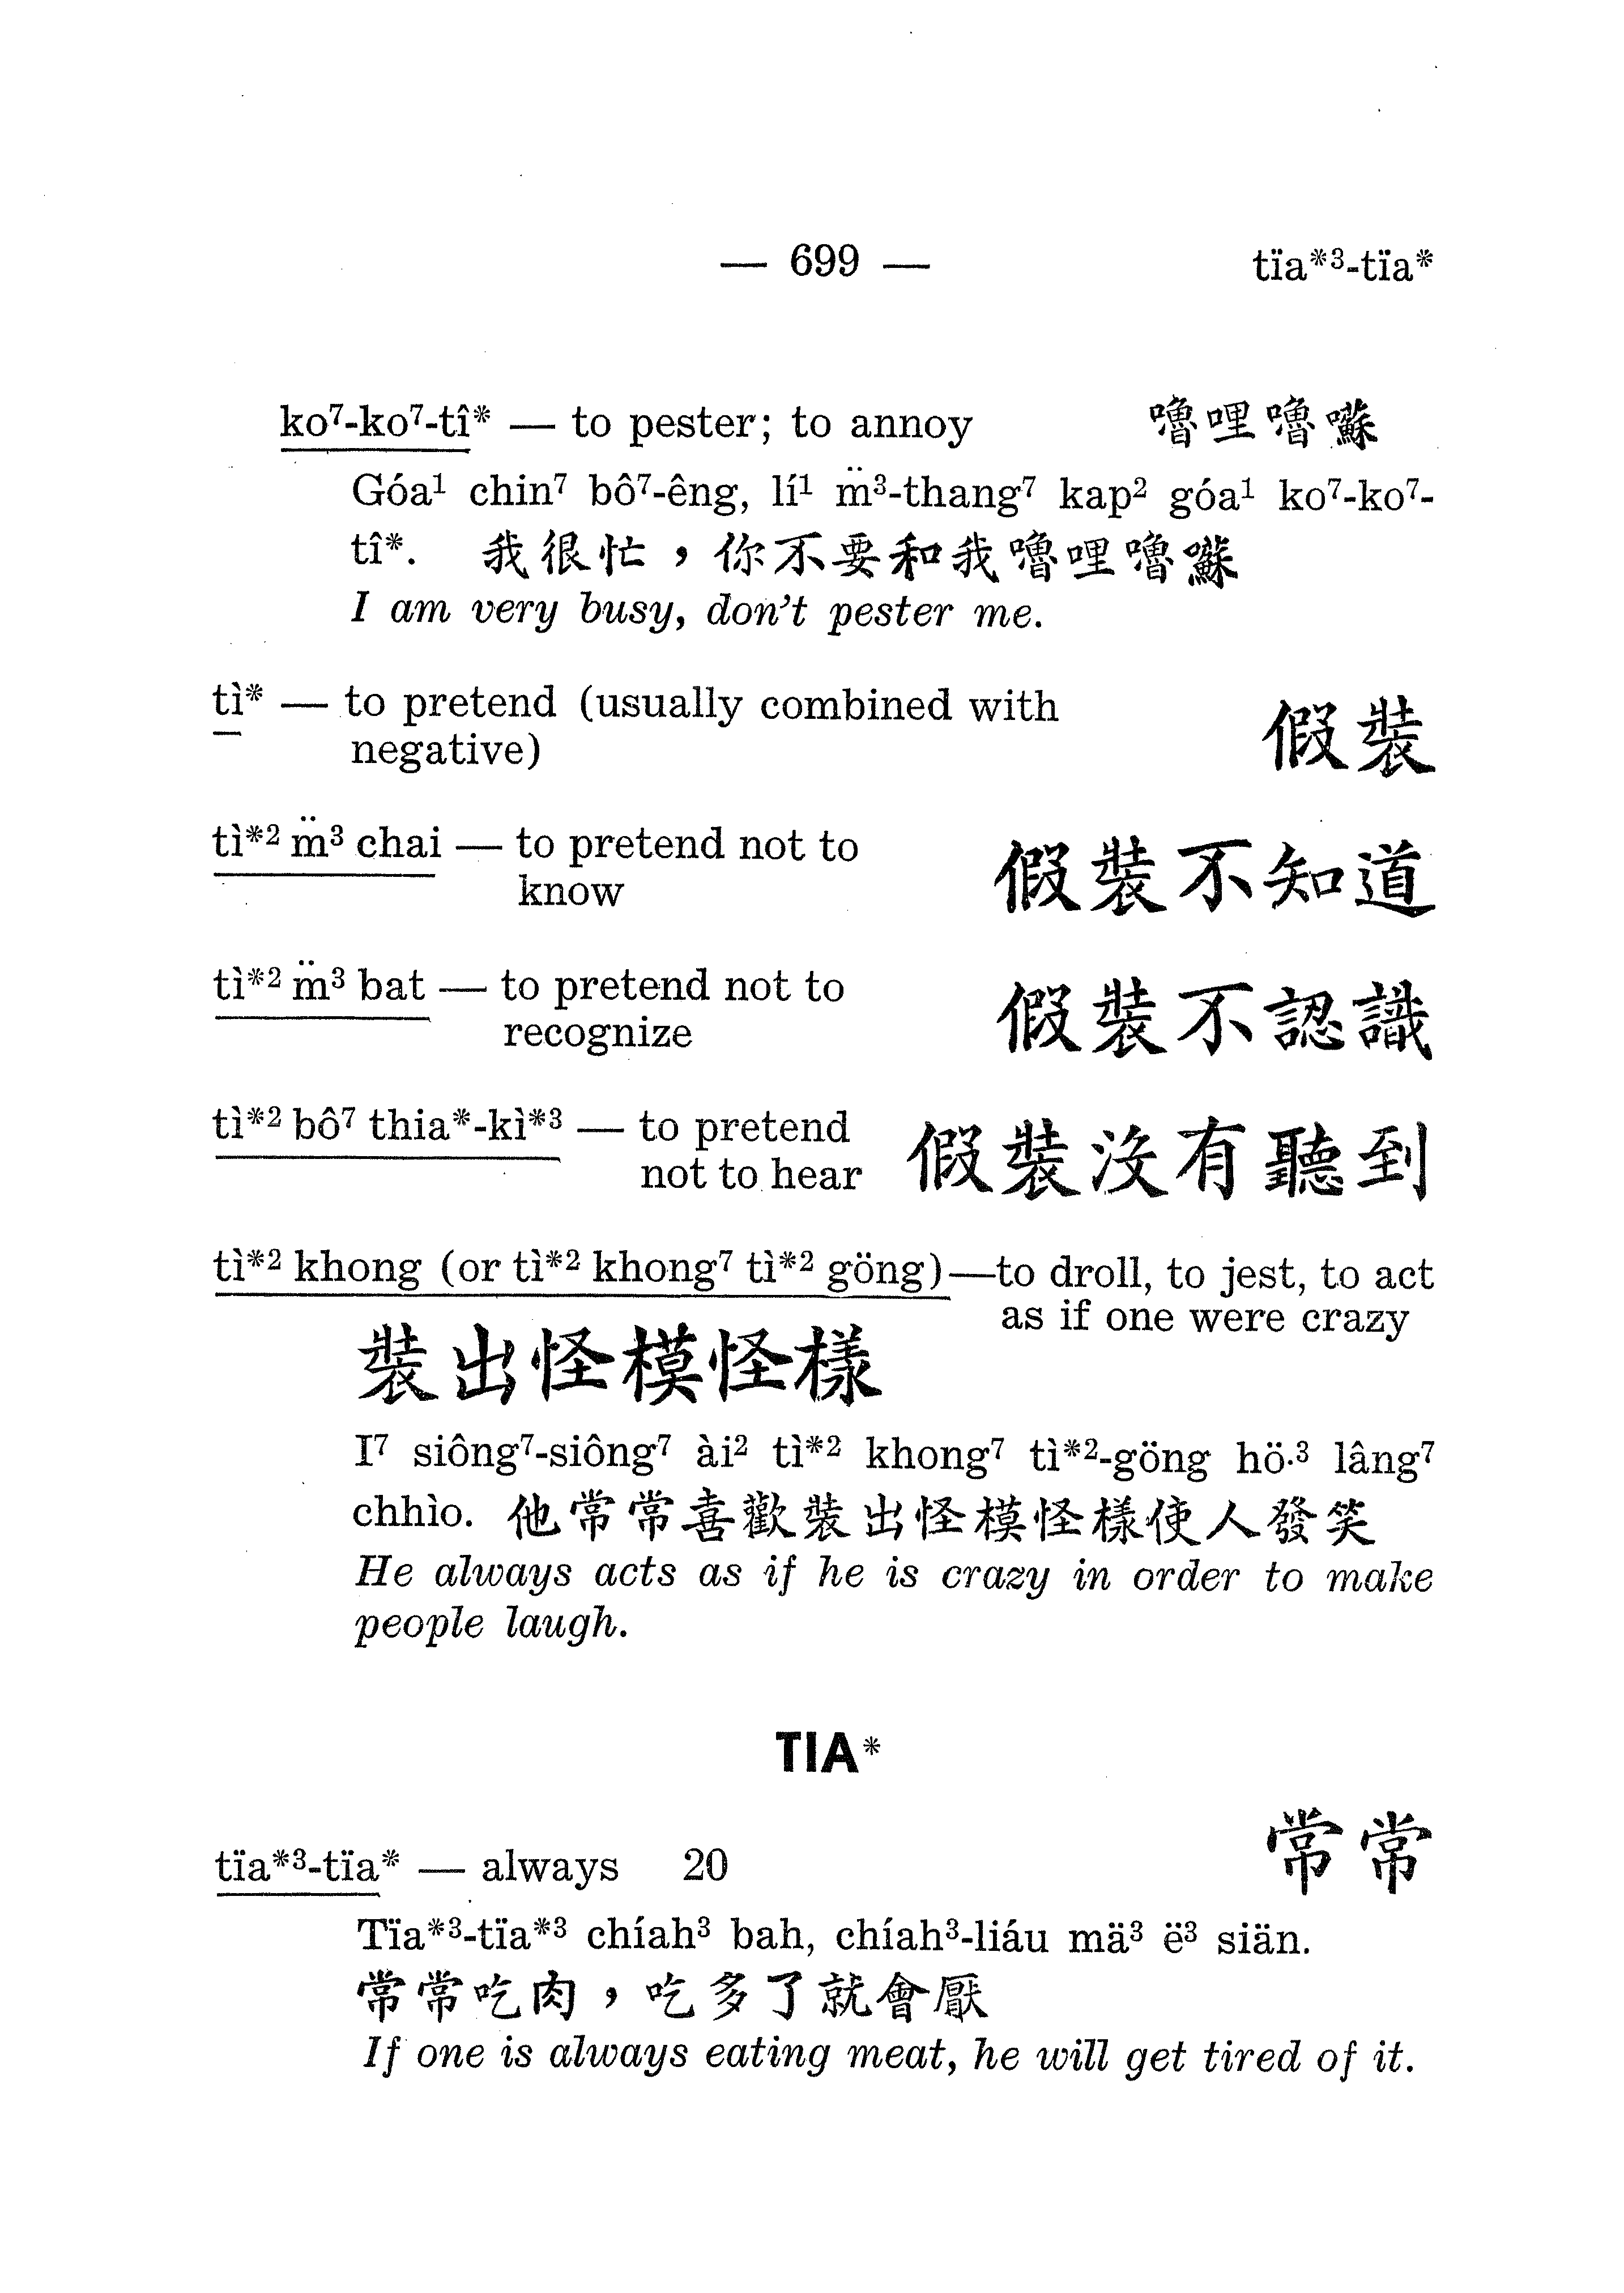 — 699 — tïa*³-tïa*
ko⁷-ko⁷-tî* — to pester; to annoy 嚕哩嚕囌
Góa¹ chin⁷ bô⁷-êng, lí¹ m̈³-thang⁷ kap² góa¹ ko⁷-ko⁷-
tî*. 我很忙，你不要和我嚕哩嚕囌
I am very busy, don't pester me.
tì* — to pretend (usually combined with
negative) 假裝
tì*² m̈³ chai — to pretend not to
know 假裝不知道
tì*² m̈³ bat — to pretend not to
recognize 假裝不認識
tì*² bô⁷ thia*-kì*³ — to pretend
not to hear 假裝沒有聽到
tì*² khong (or tì*² khong⁷ tì*² göng)—to droll, to jest, to act
as if one were crazy
裝出怪模怪樣
I⁷ siông⁷-siông⁷ ài² tì*² khong⁷ tì*²-göng hö·³ lâng⁷
chhìo. 他常常喜歡裝出怪模怪樣使人發笑
He always acts as if he is crazy in order to make
people laugh.
TIA*
tïa*³-tïa* — always 20 常常
Tïa*³-tïa*³ chíah³ bah, chíah³-liáu mä³ ë³ siän.
常常吃肉，吃多了就會厭
If one is always eating meat, he will get tired of it.